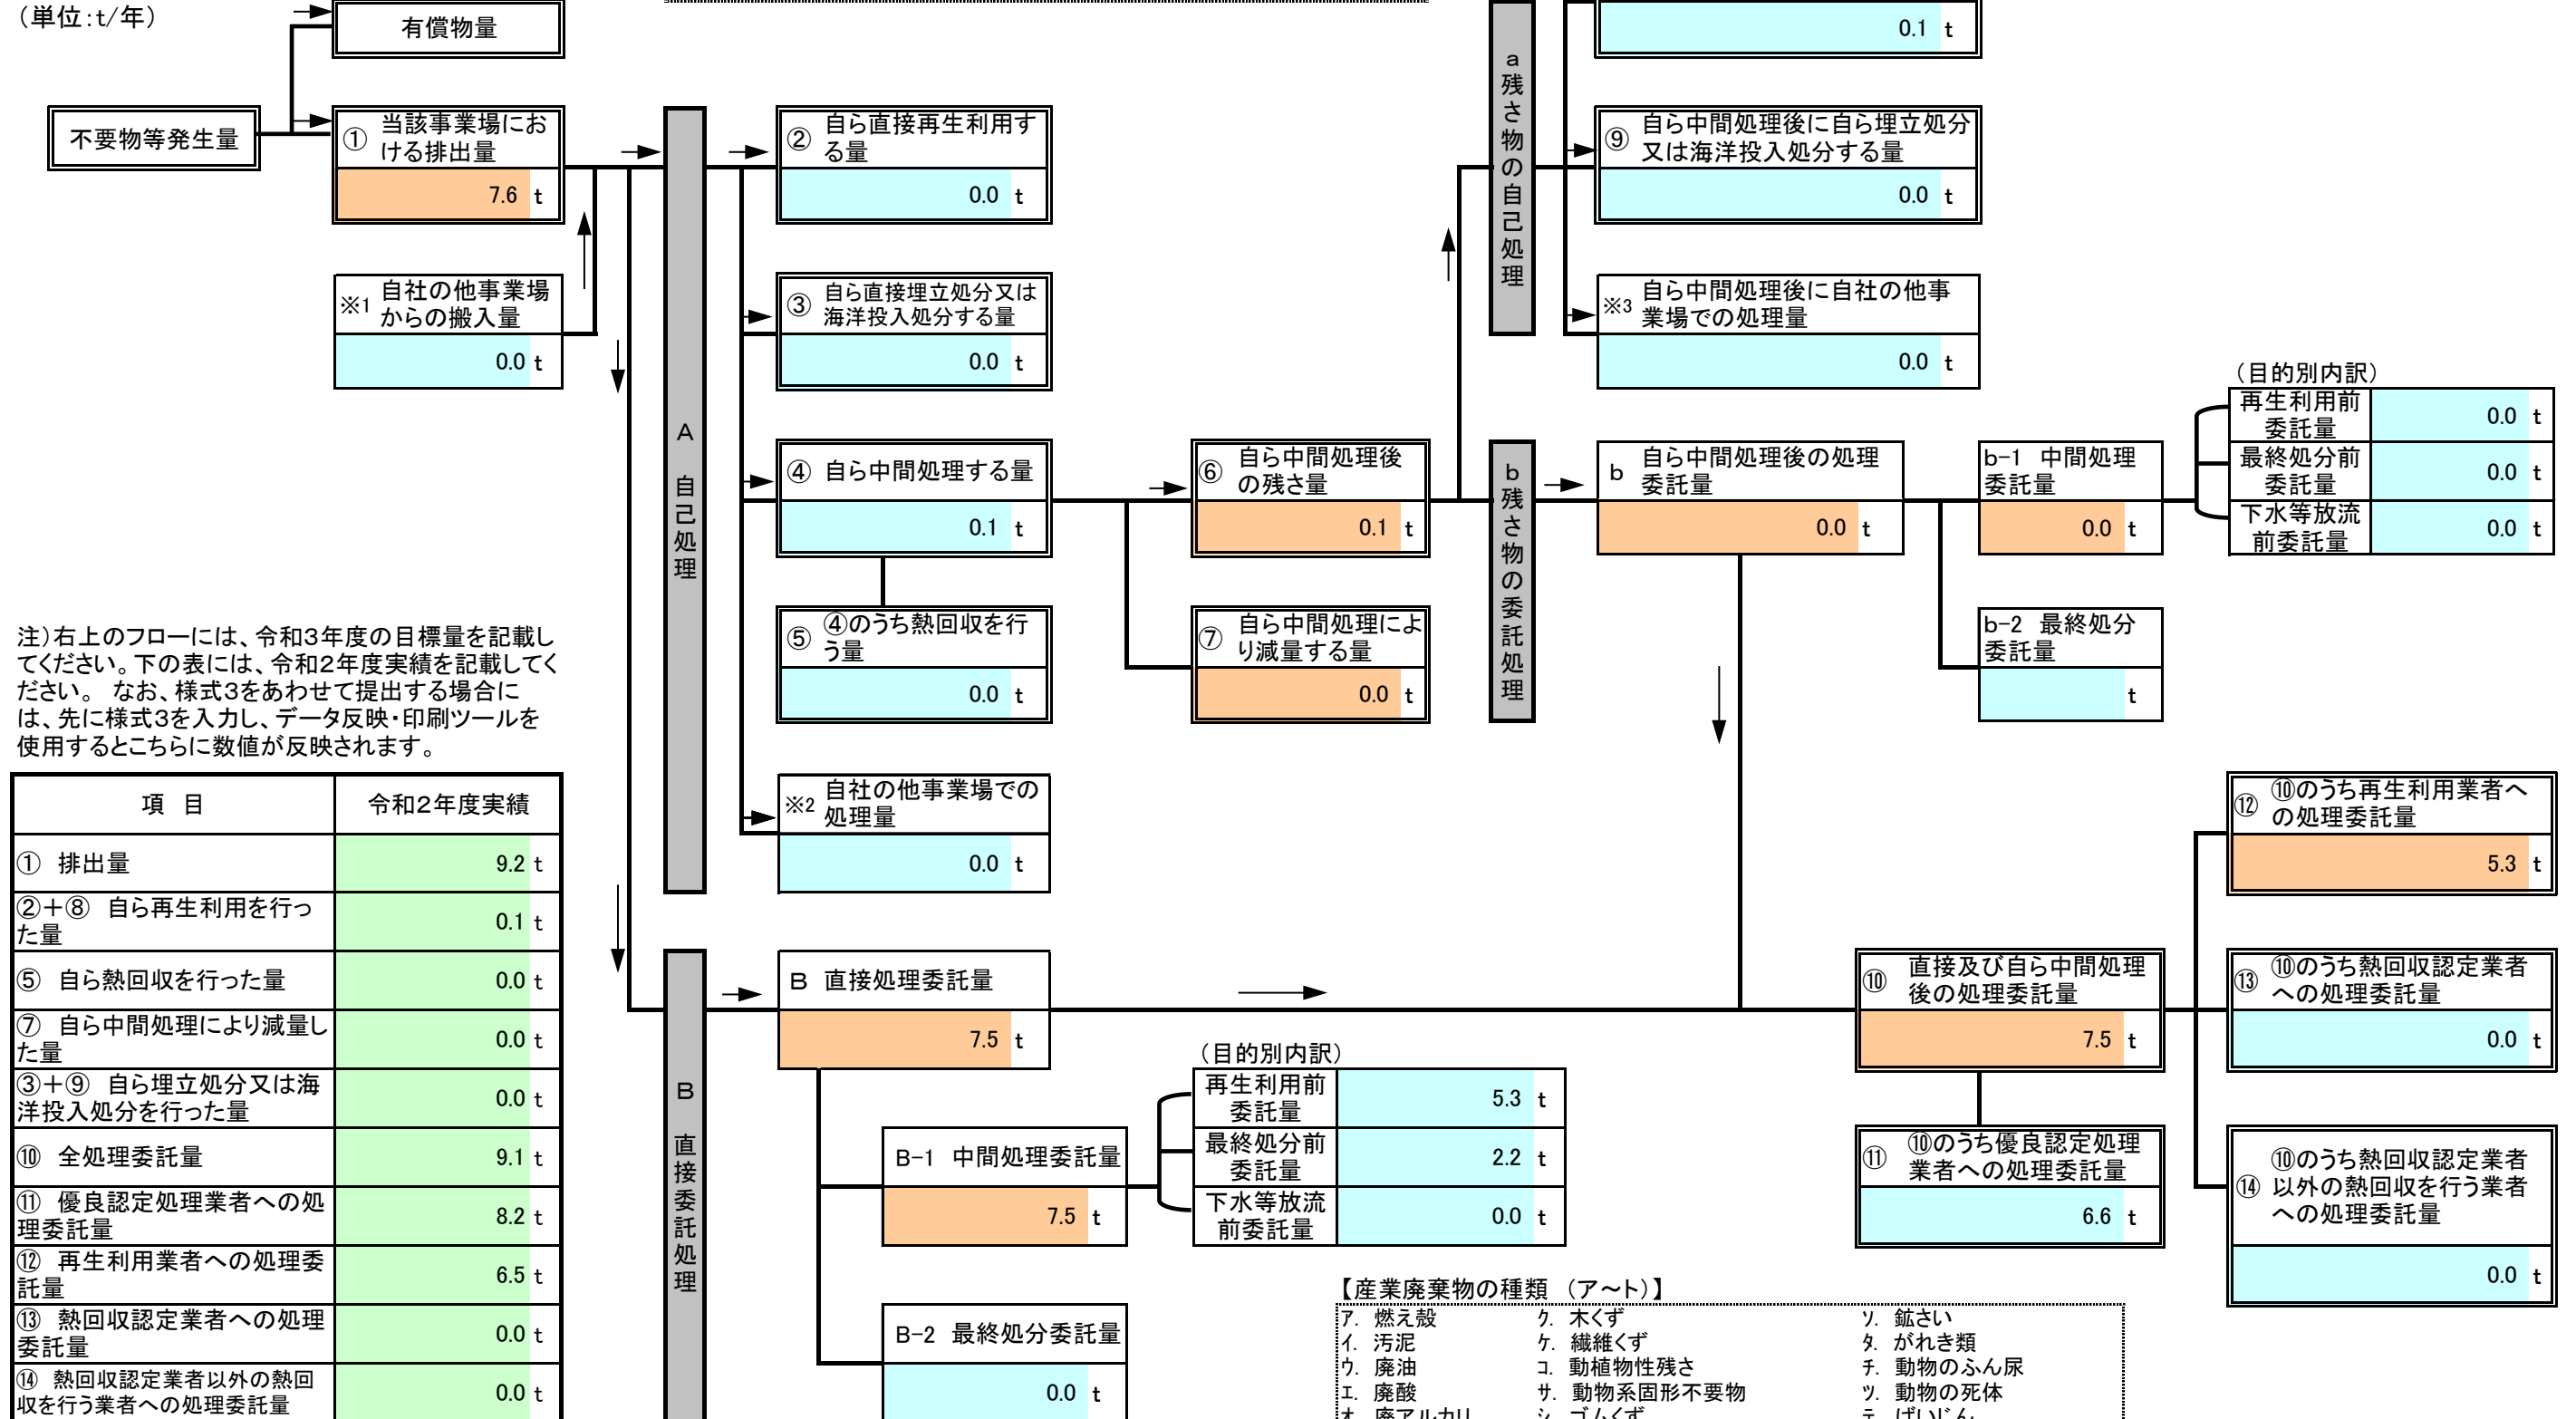 （単位：t/年）
有償物量
不要物等発生量
① 当該事業場にお
ける排出量
7.6 t
※1 自社の他事業場
からの搬入量
0.0 t
A 自己処理
② 自ら直接再生利用す
る量
0.0 t
③ 自ら直接埋立処分又は
海洋投入処分する量
0.0 t
④ 自ら中間処理する量
0.1 t
⑤ ④のうち熱回収を行
う量
0.0 t
※2 自社の他事業場での
処理量
0.0 t
⑥ 自ら中間処理後
の残さ量
0.1 t
⑦ 自ら中間処理によ
り減量する量
0.0 t
a 残さ物の自己処理
0.1 t
⑨ 自ら中間処理後に自ら埋立処分
又は海洋投入処分する量
0.0 t
※3 自ら中間処理後に自社の他事
業場での処理量
0.0 t
b 残さ物の委託処理
b 自ら中間処理後の処理
委託量
0.0 t
b-1 中間処理
委託量
0.0 t
b-2 最終処分
委託量
t
（目的別内訳）
再生利用前
委託量
0.0 t
最終処分前
委託量
0.0 t
下水等放流
前委託量
0.0 t
注）右上のフローには、令和３年度の目標量を記載し
てください。下の表には、令和２年度実績を記載してく
ださい。 なお、様式３をあわせて提出する場合に
は、先に様式３を入力し、データ反映・印刷ツールを
使用するとこちらに数値が反映されます。
項 目 令和２年度実績
① 排出量 9.2 t
②＋⑧ 自ら再生利用を行っ
た量 0.1 t
⑤ 自ら熱回収を行った量 0.0 t
⑦ 自ら中間処理により減量し
た量 0.0 t
③＋⑨ 自ら埋立処分又は海
洋投入処分を行った量 0.0 t
⑩ 全処理委託量 9.1 t
⑪ 優良認定処理業者への処
理委託量 8.2 t
⑫ 再生利用業者への処理委
託量 6.5 t
⑬ 熱回収認定業者への処理
委託量 0.0 t
⑭ 熱回収認定業者以外の熱回
収を行う業者への処理委託量 0.0 t
B 直接委託処理
B 直接処理委託量
7.5 t
B-1 中間処理委託量
7.5 t
B-2 最終処分委託量
0.0 t
（目的別内訳）
再生利用前
委託量
5.3 t
最終処分前
委託量
2.2 t
下水等放流
前委託量
0.0 t
⑩ 直接及び自ら中間処理
後の処理委託量
7.5 t
⑪ ⑩のうち優良認定処理
業者への処理委託量
6.6 t
⑫ ⑩のうち再生利用業者へ
の処理委託量
5.3 t
⑬ ⑩のうち熱回収認定業者
への処理委託量
0.0 t
⑭ ⑩のうち熱回収認定業者
以外の熱回収を行う業者
への処理委託量
0.0 t
【産業廃棄物の種類 （ア～ト）】
ｱ. 燃え殻 ｸ. 木くず ｿ. 鉱さい
ｲ. 汚泥 ｹ. 繊維くず ﾀ. がれき類
ｳ. 廃油 ｺ. 動植物性残さ ﾁ. 動物のふん尿
ｴ. 廃酸 ｻ. 動物系固形不要物 ﾂ. 動物の死体
ｵ. 廃アルカリ ｼ. ゴムくず ﾃ. ばいじん